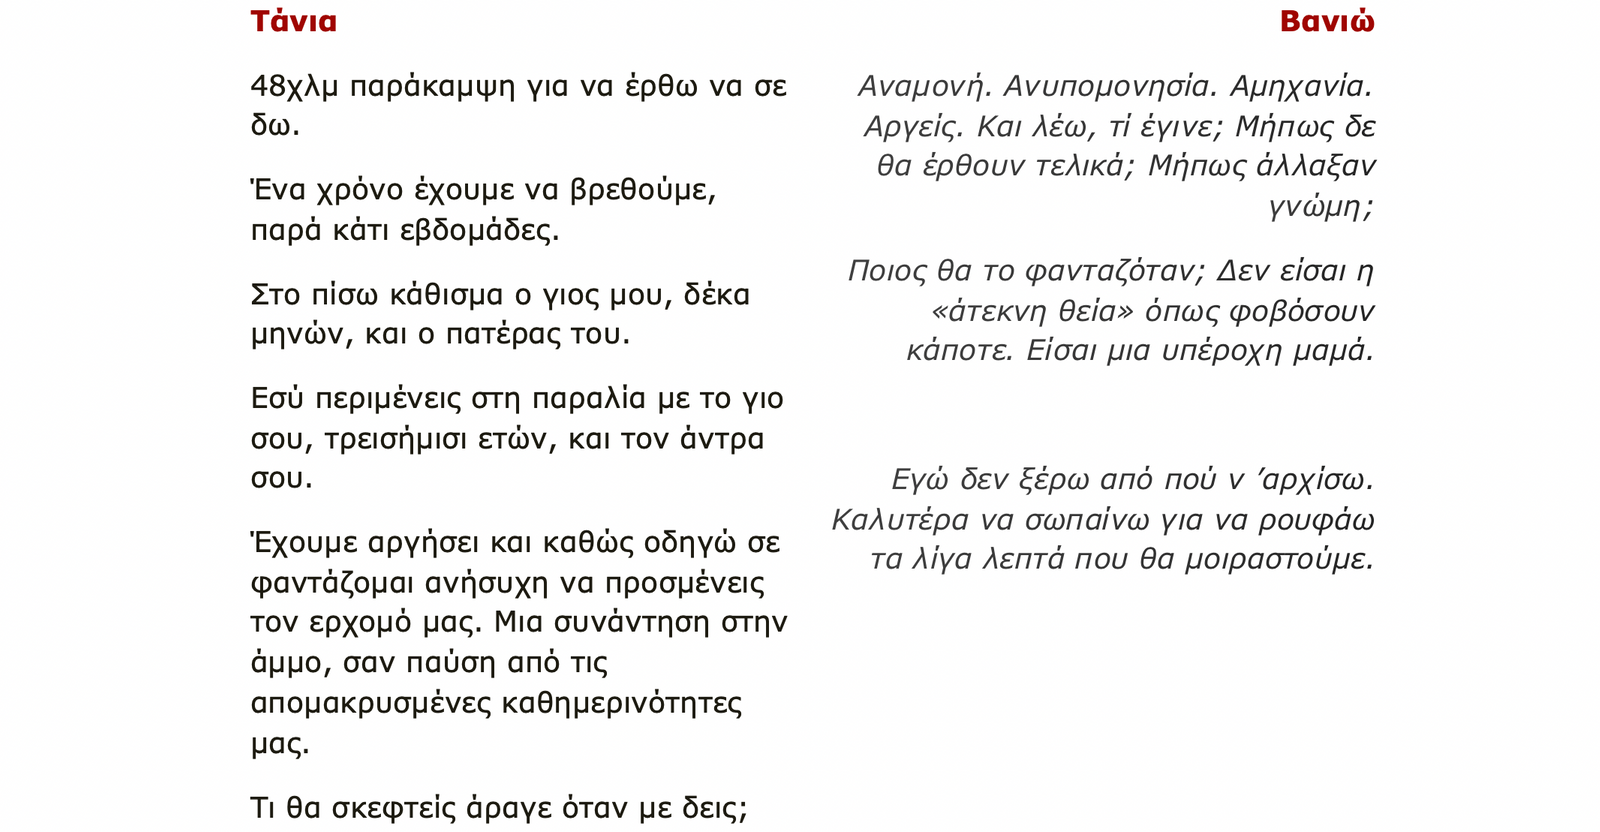 Τάνια
48χλμ παράκαμψη για να έρθω να σε
δω.
Ένα χρόνο έχουμε να βρεθούμε,
παρά κάτι εβδομάδες.
Στο πίσω κάθισμα ο γιος μου, δέκα
μηνών, και ο πατέρας του.
Εσύ περιμένεις στη παραλία με το γιο
σου, τρεισήμισι ετών, και τον άντρα
σου.
Έχουμε αργήσει και καθώς οδηγώ σε
φαντάζομαι ανήσυχη να προσμένεις
τον ερχομό μας. Μια συνάντηση στην
άμμο, σαν παύση από τις
απομακρυσμένες καθημερινότητες
μας.
Τι θα σκεφτείς άραγε όταν με δεις;
Βανιώ
Αναμονή. Ανυπομονησία. Αμηχανία.
Αργείς. Και λέω, τί έγινε; Μήπως δε
θα έρθουν τελικά; Μήπως άλλαξαν
γνώμη;
Ποιος θα το φανταζόταν; Δεν είσαι η
«άτεκνη θεία» όπως φοβόσουν
κάποτε. Είσαι μια υπέροχη μαμά.
Εγώ δεν ξέρω από πού ν ’αρχίσω.
Καλυτέρα να σωπαίνω για να ρουφάω
τα λίγα λεπτά που θα μοιραστούμε.